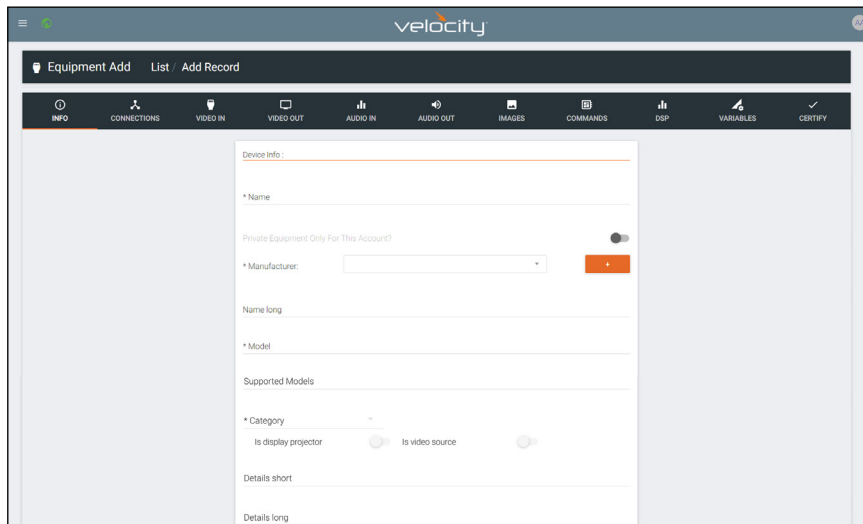 velocity
AA
Equipment Add List / Add Record
INFO CONNECTIONS VIDEO IN VIDEO OUT AUDIO IN AUDIO OUT IMAGES COMMANDS DSP VARIABLES CERTIFY
Device Info :
* Name
Private Equipment Only For This Account?
* Manufacturer:
+
Name long
* Model
Supported Models
* Category
Is display projector Is video source
Details short
Details long